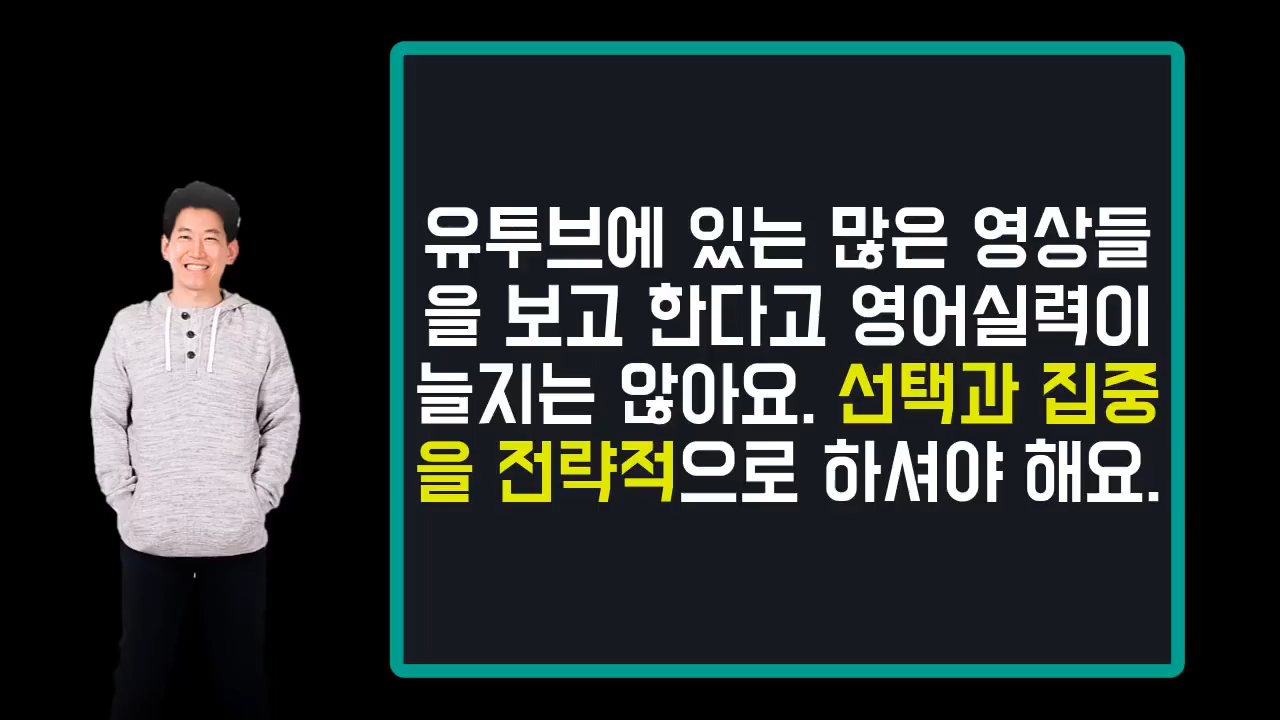 유투브에 있는 많은 영상들
을 보고 한다고 영어실력이
늘지는 않아요. 선택과 집중
을 전략적으로 하셔야 해요.